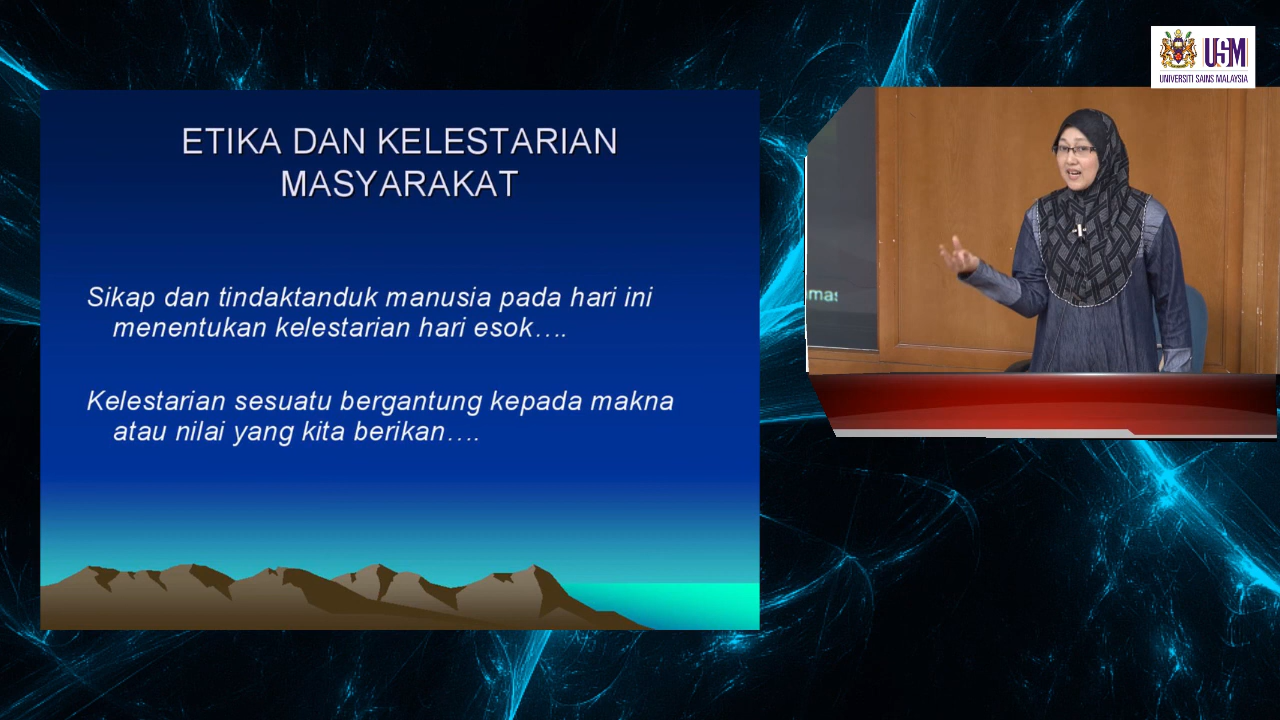 USM
UNIVERSITI SAINS MALAYSIA
ETIKA DAN KELESTARIAN
MASYARAKAT
Sikap dan tindaktanduk manusia pada hari ini
menentukan kelestarian hari esok….
Kelestarian sesuatu bergantung kepada makna
atau nilai yang kita berikan….